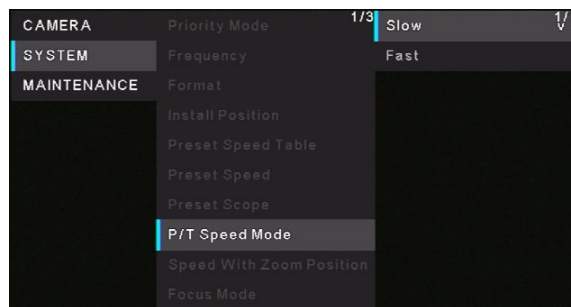 CAMERA
SYSTEM
MAINTENANCE
Priority Mode
1/3
Frequency
Format
Install Position
Preset Speed Table
Preset Speed
Preset Scope
P/T Speed Mode
Speed With Zoom Position
Focus Mode
Slow
1/
Fast